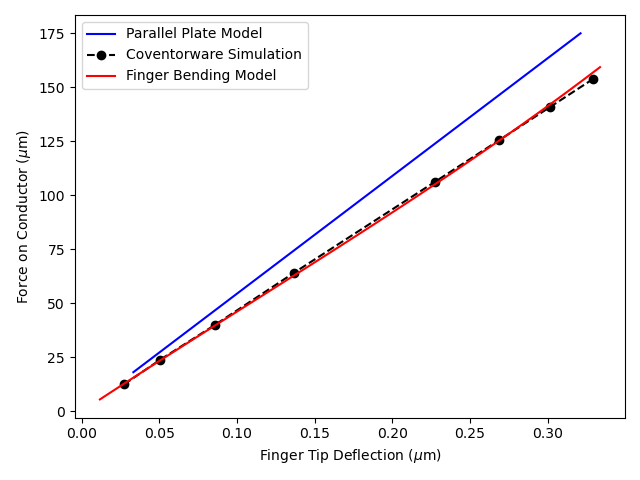 Parallel Plate Model
Coventorware Simulation
Finger Bending Model
175
150
125
100
75
50
25
0
Force on Conductor (μm)
0.00 0.05 0.10 0.15 0.20 0.25 0.30
Finger Tip Deflection (μm)